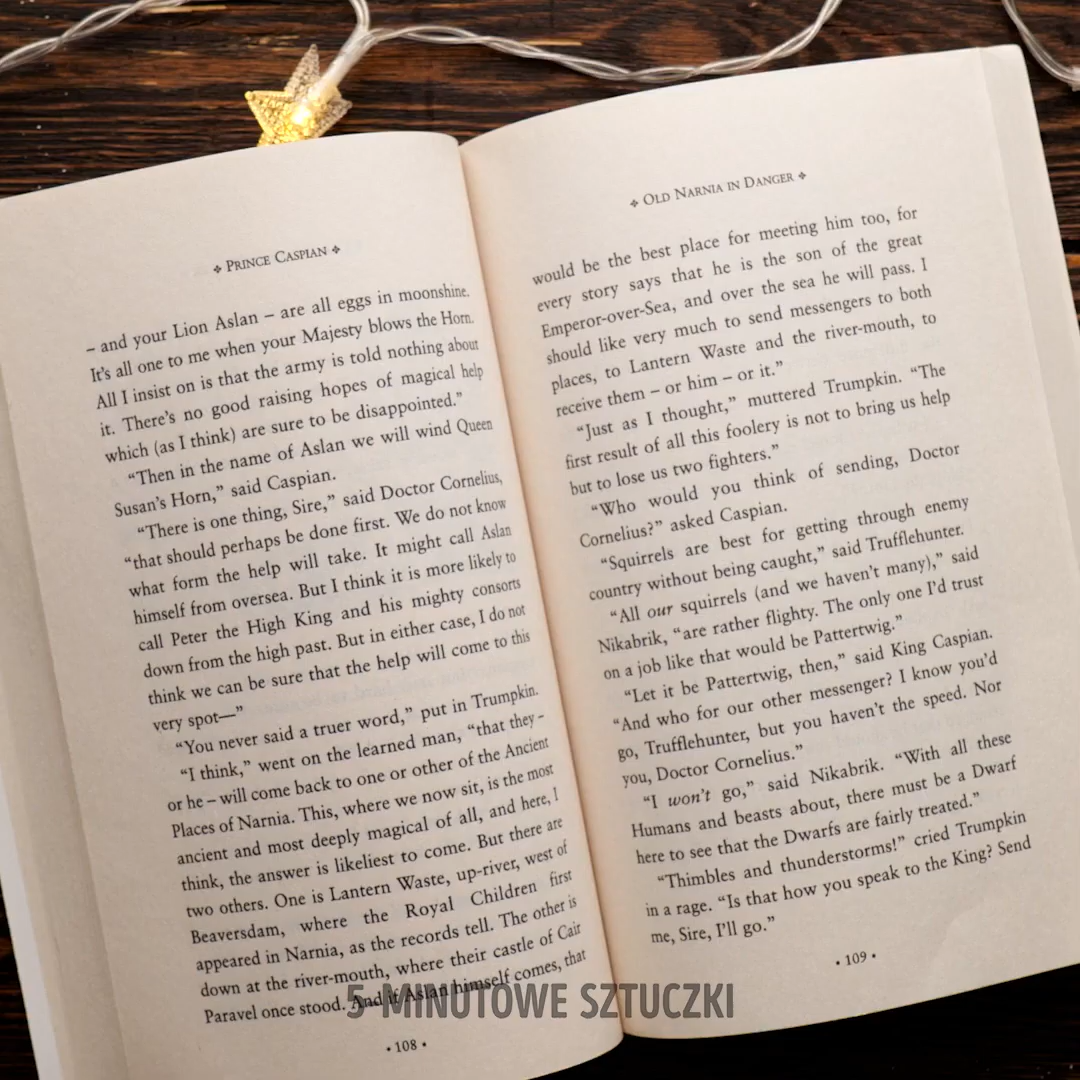 ❖ PRINCE CASPIAN ❖
– and your Lion Aslan – are all eggs in moonshine.
It's all one to me when your Majesty blows the Horn.
All I insist on is that the army is told nothing about
it. There's no good raising hopes of magical help
which (as I think) are sure to be disappointed.”
“Then in the name of Aslan we will wind Queen
Susan's Horn,” said Caspian.
“There is one thing, Sire,” said Doctor Cornelius,
“that should perhaps be done first. We do not know
what form the help will take. It might call Aslan
himself from oversea. But I think it is more likely to
call Peter the High King and his mighty consorts
down from the high past. But in either case, I do not
think we can be sure that the help will come to this
very spot—”
“You never said a truer word,” put in Trumpkin.
“I think,” went on the learned man, “that they –
or he – will come back to one or other of the Ancient
Places of Narnia. This, where we now sit, is the most
ancient and most deeply magical of all, and here, I
think, the answer is likeliest to come. But there are
two others. One is Lantern Waste, up-river, west of
Beaversdam, where the Royal Children first
appeared in Narnia, as the records tell. The other is
down at the river-mouth, where their castle of Cair
Paravel once stood. And if Aslan himself comes, that
• 108 •
❖ OLD NARNIA IN DANGER ❖
would be the best place for meeting him too, for
every story says that he is the son of the great
Emperor-over-Sea, and over the sea he will pass. I
should like very much to send messengers to both
places, to Lantern Waste and the river-mouth, to
receive them – or him – or it.”
“Just as I thought,” muttered Trumpkin. “The
first result of all this foolery is not to bring us help
but to lose us two fighters.”
“Who would you think of sending, Doctor
Cornelius?” asked Caspian.
“Squirrels are best for getting through enemy
country without being caught,” said Trufflehunter.
“All our squirrels (and we haven't many),” said
Nikabrik, “are rather flighty. The only one I'd trust
on a job like that would be Pattertwig.”
“Let it be Pattertwig, then,” said King Caspian.
“And who for our other messenger? I know you'd
go, Trufflehunter, but you haven't the speed. Nor
you, Doctor Cornelius.”
“I won't go,” said Nikabrik. “With all these
Humans and beasts about, there must be a Dwarf
here to see that the Dwarfs are fairly treated.”
“Thimbles and thunderstorms!” cried Trumpkin
in a rage. “Is that how you speak to the King? Send
me, Sire, I'll go.”
• 109 •
5-MINUTOWE SZTUCZKI